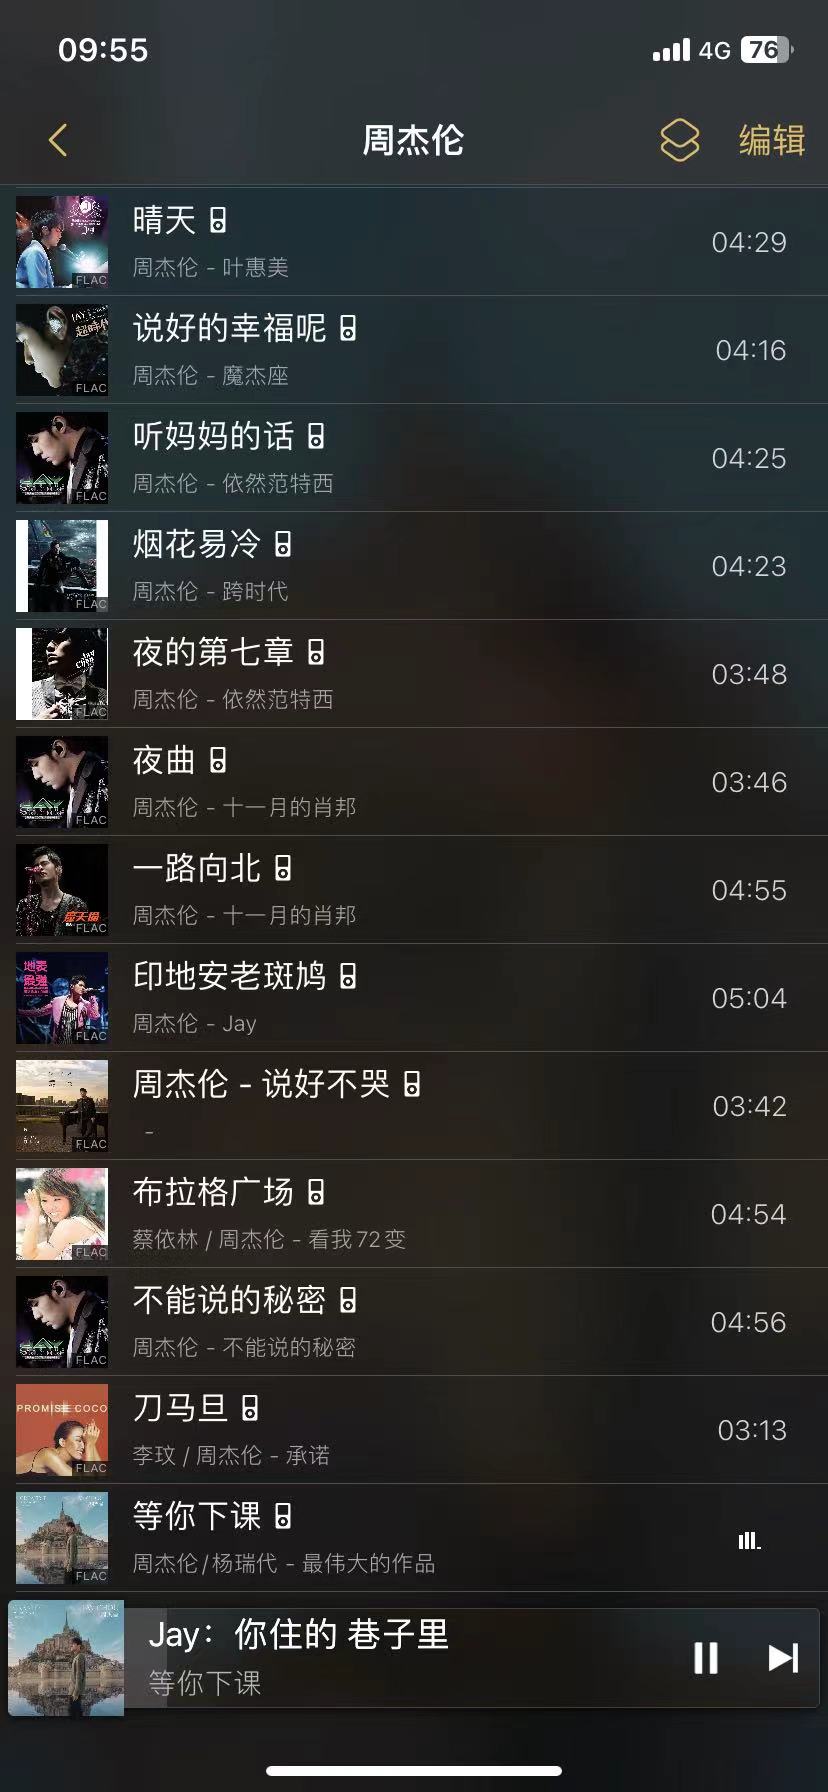 09:55
4G 76
周杰伦
编辑
晴天
周杰伦 - 叶惠美
04:29
FLAC
说好的幸福呢
周杰伦 - 魔杰座
04:16
FLAC
听妈妈的话
周杰伦 - 依然范特西
04:25
FLAC
烟花易冷
周杰伦 - 跨时代
04:23
FLAC
夜的第七章
周杰伦 - 依然范特西
03:48
FLAC
夜曲
周杰伦 - 十一月的肖邦
03:46
FLAC
一路向北
周杰伦 - 十一月的肖邦
04:55
FLAC
印地安老斑鸠
周杰伦 - Jay
05:04
地表
最強
FLAC
周杰伦 - 说好不哭
-
03:42
FLAC
布拉格广场
蔡依林 / 周杰伦 - 看我72变
04:54
FLAC
不能说的秘密
周杰伦 - 不能说的秘密
04:56
FLAC
刀马旦
李玟 / 周杰伦 - 承诺
03:13
PROMISE COCO
FLAC
等你下课
周杰伦/杨瑞代 - 最伟大的作品
FLAC
Jay：你住的 巷子里
等你下课